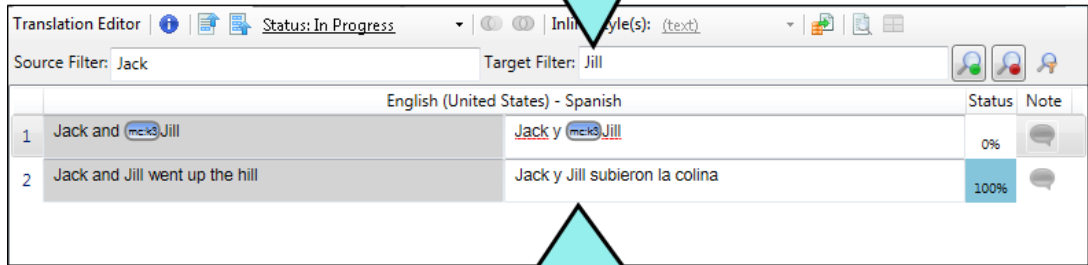 Translation Editor Status: In Progress Inli yle(s): (text)
Source Filter: Jack Target Filter: Jill
English (United States) - Spanish Status Note
1 Jack and mc:k3 Jill Jack y mc:k3 Jill 0%
2 Jack and Jill went up the hill Jack y Jill subieron la colina 100%